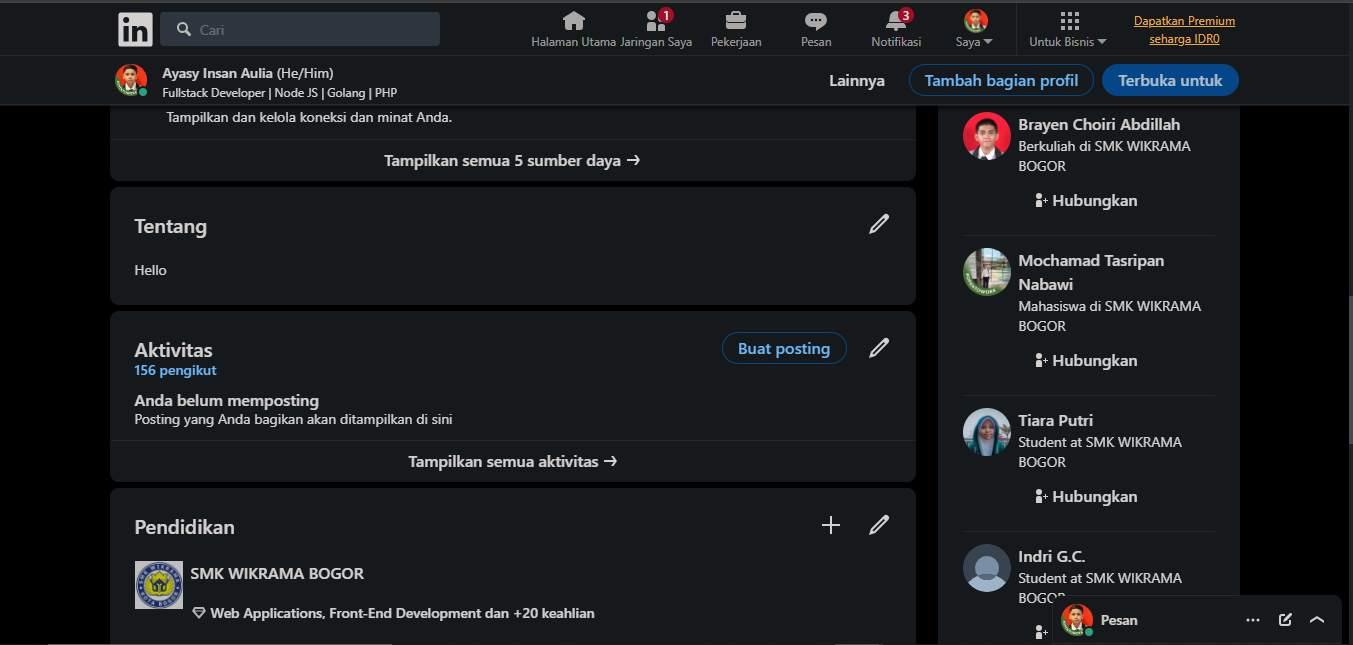 in
Cari
Halaman Utama
1
Jaringan Saya
Pekerjaan
Pesan
3
Notifikasi
Saya
Untuk Bisnis
Dapatkan Premium
seharga IDR0
Ayasy Insan Aulia (He/Him)
Fullstack Developer | Node JS | Golang | PHP
Lainnya
Tambah bagian profil
Terbuka untuk
Tampilkan dan kelola koneksi dan minat Anda.
Tampilkan semua 5 sumber daya →
Tentang
Hello
Aktivitas
156 pengikut
Buat posting
Anda belum memposting
Posting yang Anda bagikan akan ditampilkan di sini
Tampilkan semua aktivitas →
Pendidikan
SMK WIKRAMA BOGOR
Web Applications, Front-End Development dan +20 keahlian
Brayen Choiri Abdillah
Berkuliah di SMK WIKRAMA
BOGOR
Hubungkan
Mochamad Tasripan
Nabawi
Mahasiswa di SMK WIKRAMA
BOGOR
Hubungkan
Tiara Putri
Student at SMK WIKRAMA
BOGOR
Hubungkan
Indri G.C.
Student at SMK WIKRAMA
BOGOR
Pesan